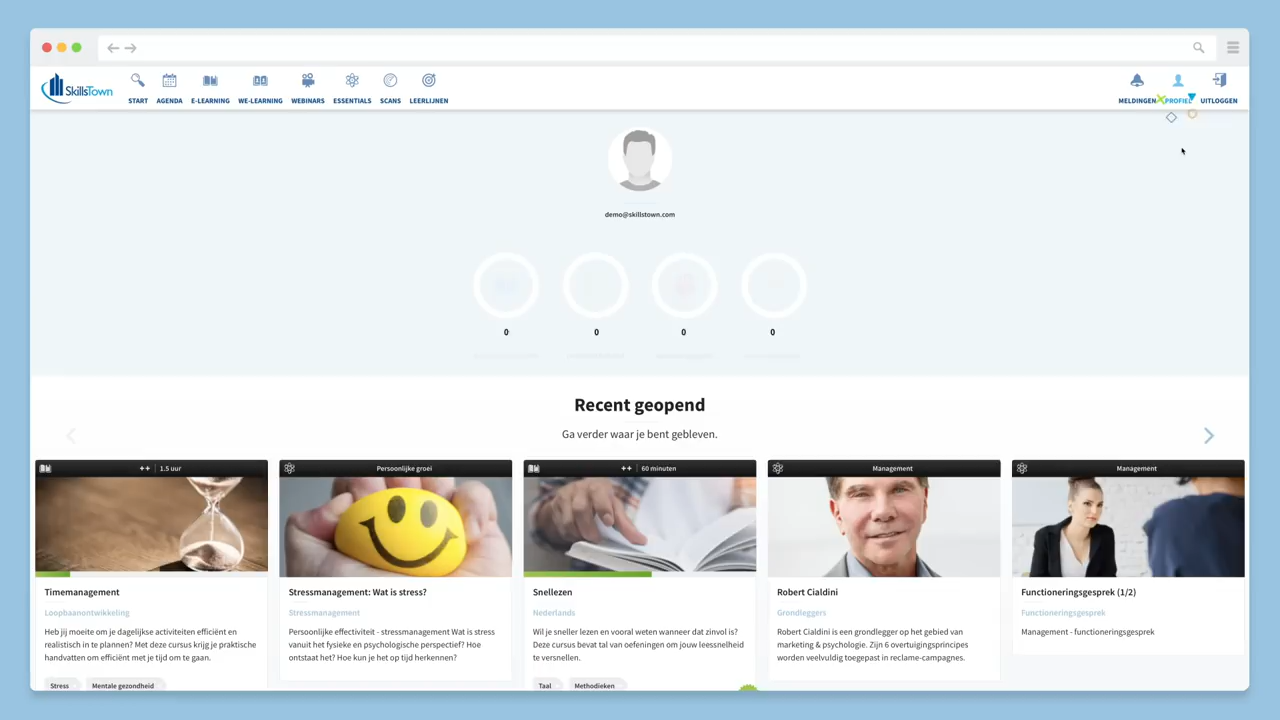 SkillsTown
START
AGENDA
E-LEARNING
WE-LEARNING
WEBINARS
ESSENTIALS
SCANS
LEERLIJNEN
MELDINGEN
PROFIEL
UITLOGGEN
demo@skillstown.com
0
0
0
0
Recent geopend
Ga verder waar je bent gebleven.
++ | 1.5 uur
Timemanagement
Loopbaanontwikkeling
Heb jij moeite om je dagelijkse activiteiten efficiënt en
realistisch in te plannen? Met deze cursus krijg je praktische
handvatten om efficiënt met je tijd om te gaan.
Stress
Mentale gezondheid
Persoonlijke groei
Stressmanagement: Wat is stress?
Stressmanagement
Persoonlijke effectiviteit - stressmanagement Wat is stress
vanuit het fysieke en psychologische perspectief? Hoe
ontstaat het? Hoe kun je het op tijd herkennen?
++ | 60 minuten
Snellezen
Nederlands
Wil je sneller lezen en vooral weten wanneer dat zinvol is?
Deze cursus bevat tal van oefeningen om jouw leessnelheid
te versnellen.
Taal
Methodieken
Management
Robert Cialdini
Grondleggers
Robert Cialdini is een grondlegger op het gebied van
marketing & psychologie. Zijn 6 overtuigingsprincipes
worden veelvuldig toegepast in reclame-campagnes.
Management
Functioneringsgesprek (1/2)
Functioneringsgesprek
Management - functioneringsgesprek